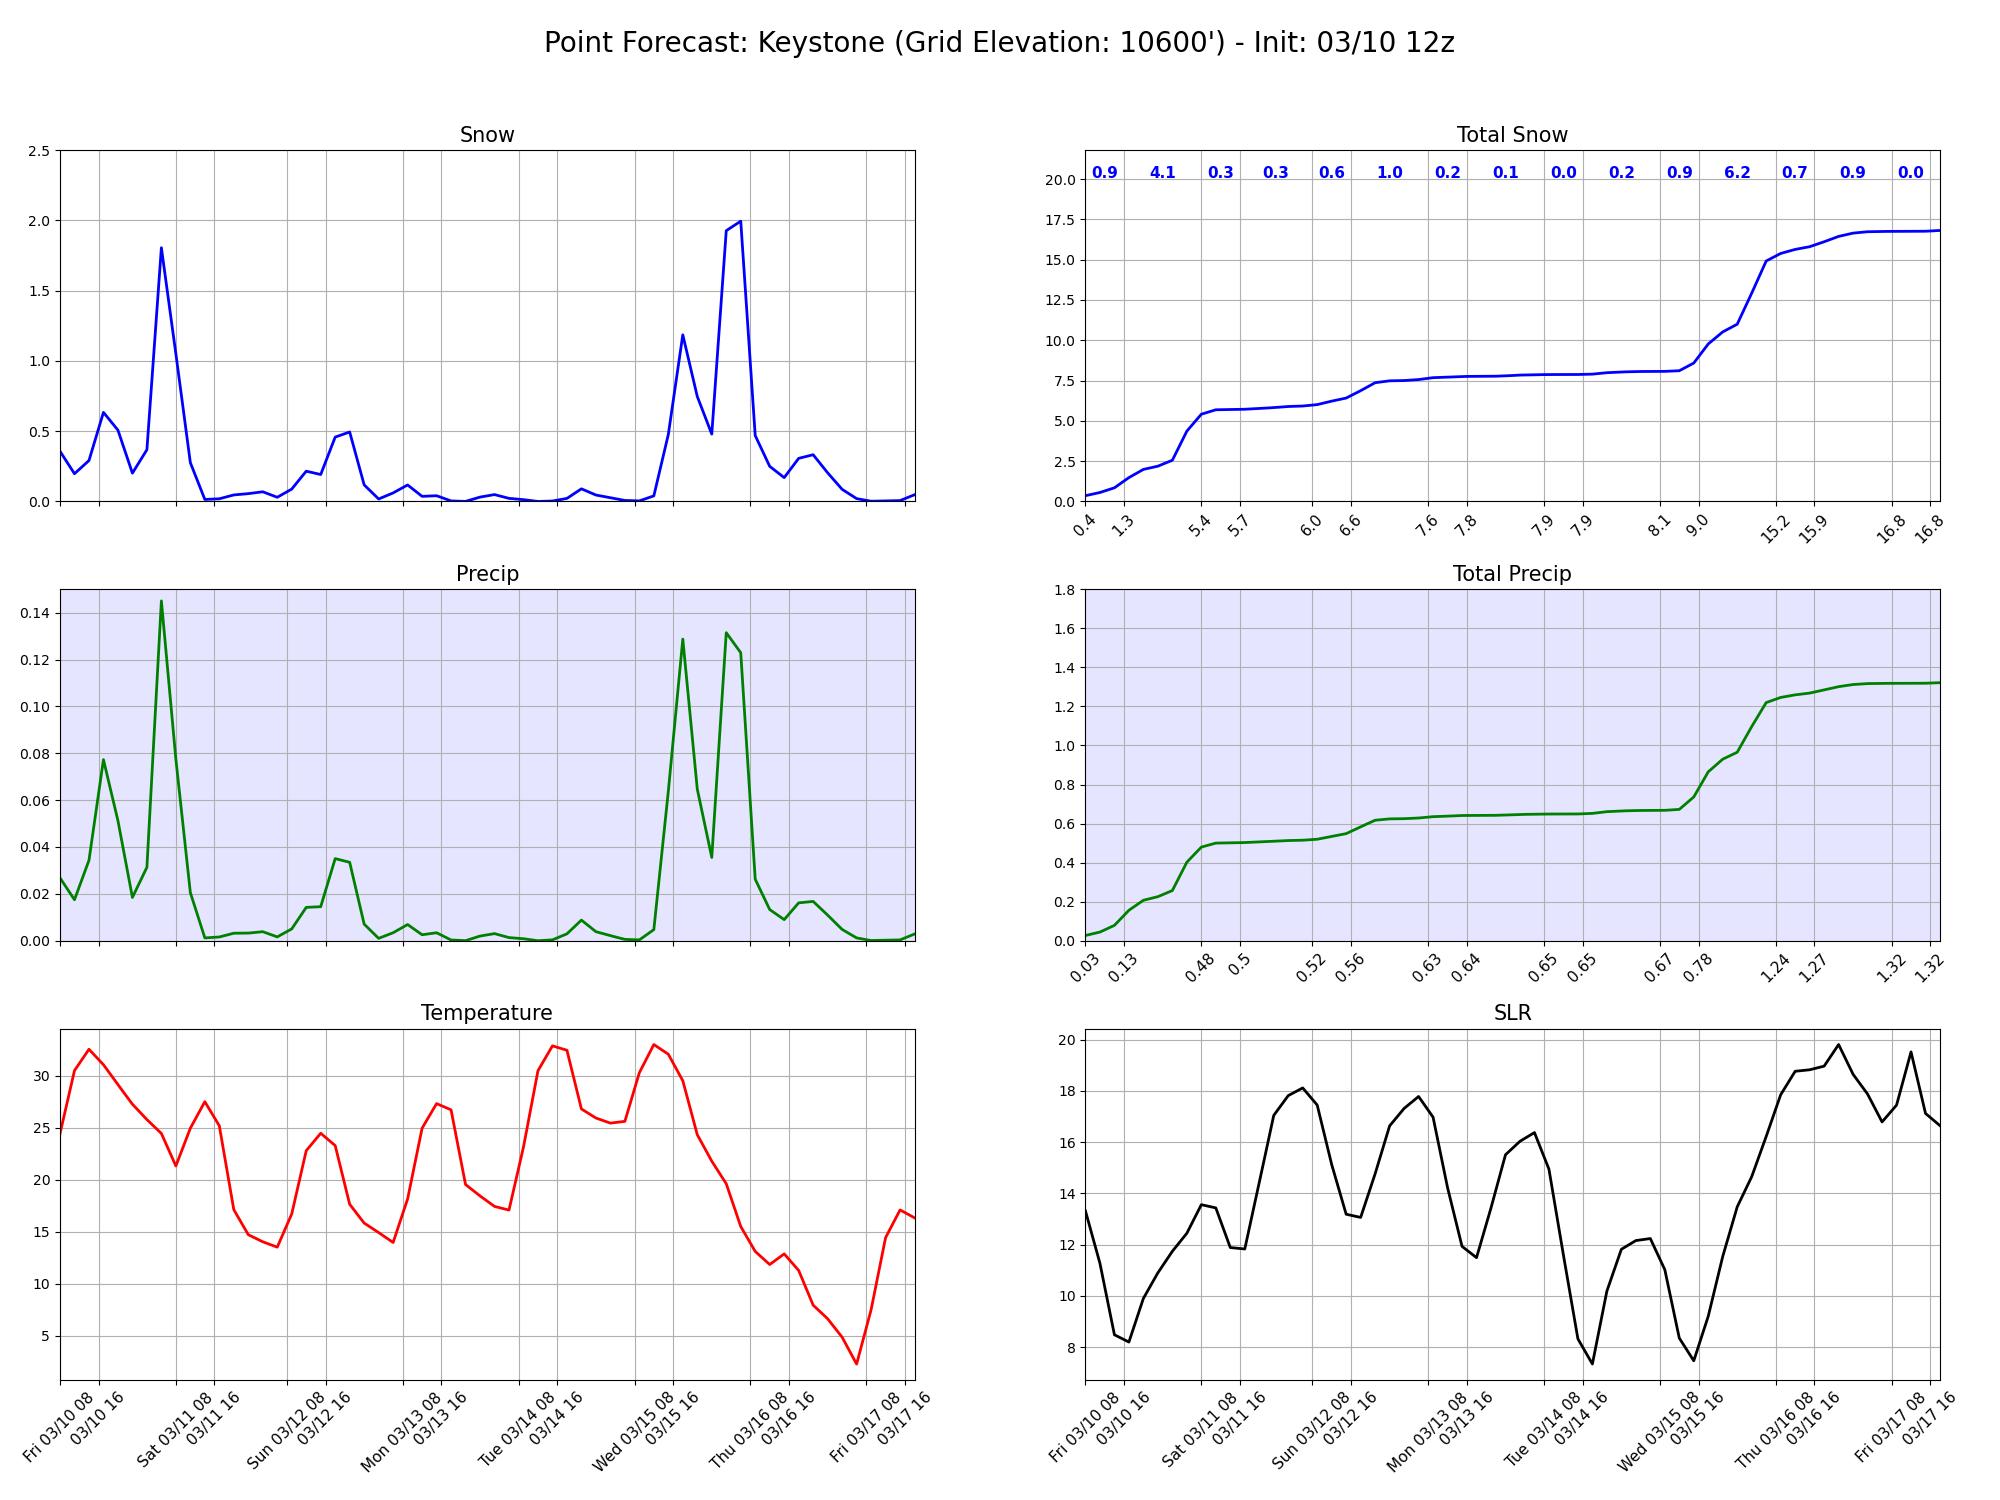 Point Forecast: Keystone (Grid Elevation: 10600') - Init: 03/10 12z
Snow
2.5
2.0
1.5
1.0
0.5
0.0
Total Snow
0.9 4.1 0.3 0.3 0.6 1.0 0.2 0.1 0.0 0.2 0.9 6.2 0.7 0.9 0.0
20.0
17.5
15.0
12.5
10.0
7.5
5.0
2.5
0.0
0.4 1.3 5.4 5.7 6.0 6.6 7.6 7.8 7.9 7.9 8.1 9.0 15.2 15.9 16.8 16.8
Precip
0.14
0.12
0.10
0.08
0.06
0.04
0.02
0.00
Total Precip
1.8
1.6
1.4
1.2
1.0
0.8
0.6
0.4
0.2
0.0
0.03 0.13 0.48 0.5 0.52 0.56 0.63 0.64 0.65 0.65 0.67 0.78 1.24 1.27 1.32 1.32
Temperature
30
25
20
15
10
5
Fri 03/10 08
03/10 16
Sat 03/11 08
03/11 16
Sun 03/12 08
03/12 16
Mon 03/13 08
03/13 16
Tue 03/14 08
03/14 16
Wed 03/15 08
03/15 16
Thu 03/16 08
03/16 16
Fri 03/17 08
03/17 16
SLR
20
18
16
14
12
10
8
Fri 03/10 08
03/10 16
Sat 03/11 08
03/11 16
Sun 03/12 08
03/12 16
Mon 03/13 08
03/13 16
Tue 03/14 08
03/14 16
Wed 03/15 08
03/15 16
Thu 03/16 08
03/16 16
Fri 03/17 08
03/17 16